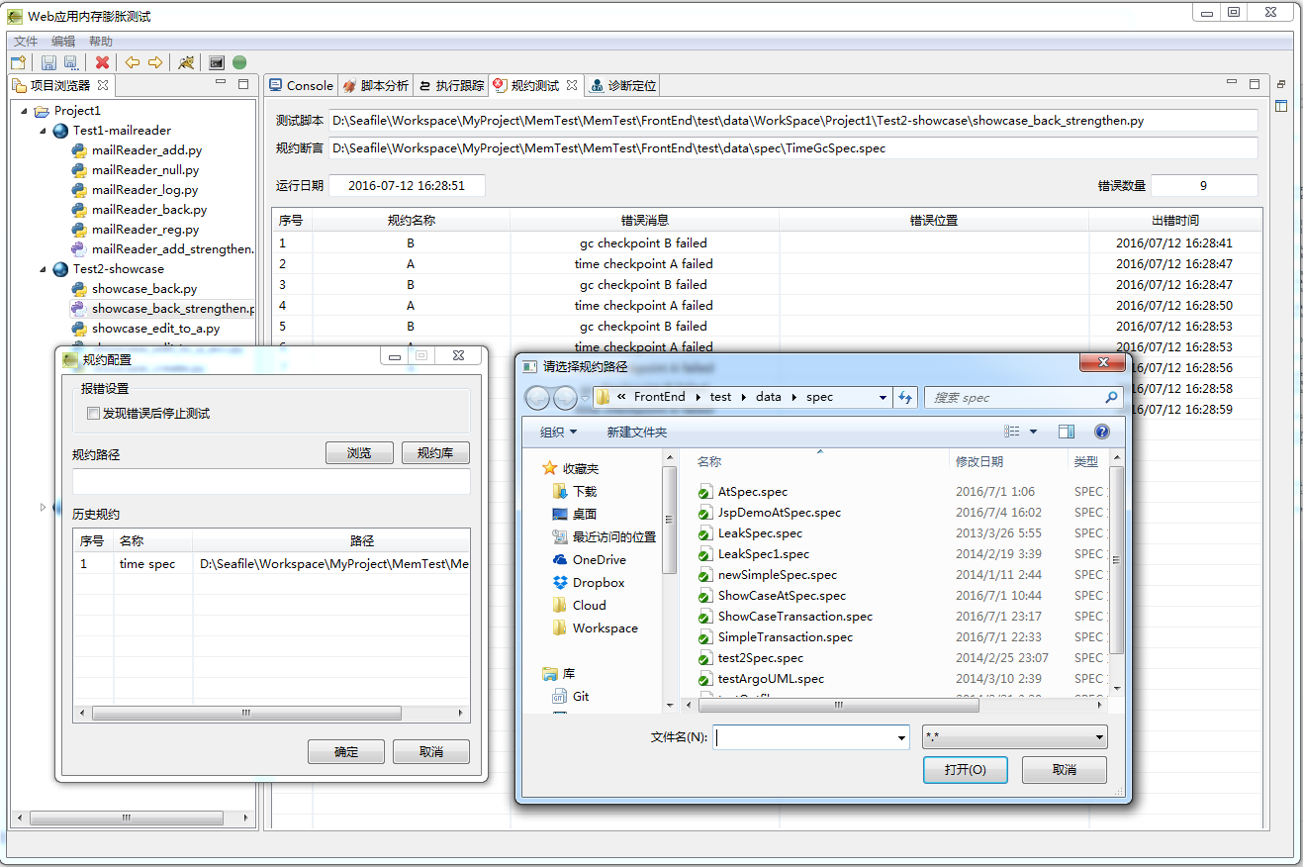 Web应用内存膨胀测试
文件 编辑 帮助
项目浏览器
Project1
Test1-mailreader
mailReader_add.py
mailReader_null.py
mailReader_log.py
mailReader_back.py
mailReader_reg.py
mailReader_add_strengthen.
Test2-showcase
showcase_back.py
showcase_back_strengthen.p
showcase_edit_to_a.py
Console 脚本分析 执行跟踪 规约测试 诊断定位
测试脚本 D:\Seafile\Workspace\MyProject\MemTest\MemTest\FrontEnd\test\data\WorkSpace\Project1\Test2-showcase\showcase_back_strengthen.py
规约断言 D:\Seafile\Workspace\MyProject\MemTest\MemTest\FrontEnd\test\data\spec\TimeGcSpec.spec
运行日期 2016-07-12 16:28:51 错误数量 9
序号 规约名称 错误消息 错误位置 出错时间
1 B gc checkpoint B failed 2016/07/12 16:28:41
2 A time checkpoint A failed 2016/07/12 16:28:47
3 B gc checkpoint B failed 2016/07/12 16:28:47
4 A time checkpoint A failed 2016/07/12 16:28:50
5 B gc checkpoint B failed 2016/07/12 16:28:53
time checkpoint A failed 2016/07/12 16:28:53
16/07/12 16:28:56
16/07/12 16:28:58
16/07/12 16:28:59
规约配置
报错设置
发现错误后停止测试
规约路径 浏览 规约库
历史规约
序号 名称 路径
1 time spec D:\Seafile\Workspace\MyProject\MemTest\Me
确定 取消
请选择规约路径
« FrontEnd test data spec 搜索 spec
组织 新建文件夹
收藏夹
下载
桌面
最近访问的位置
OneDrive
Dropbox
Cloud
Workspace
库
Git
名称 修改日期 类型
AtSpec.spec 2016/7/1 1:06 SPEC
JspDemoAtSpec.spec 2016/7/4 16:02 SPEC
LeakSpec.spec 2013/3/26 5:55 SPEC
LeakSpec1.spec 2014/2/19 3:39 SPEC
newSimpleSpec.spec 2014/1/11 2:44 SPEC
ShowCaseAtSpec.spec 2016/7/1 10:44 SPEC
ShowCaseTransaction.spec 2016/7/1 23:17 SPEC
SimpleTransaction.spec 2016/7/1 22:33 SPEC
test2Spec.spec 2014/2/25 23:07 SPEC
testArgoUML.spec 2014/3/10 2:39 SPEC
文件名(N): *.*
打开(O) 取消